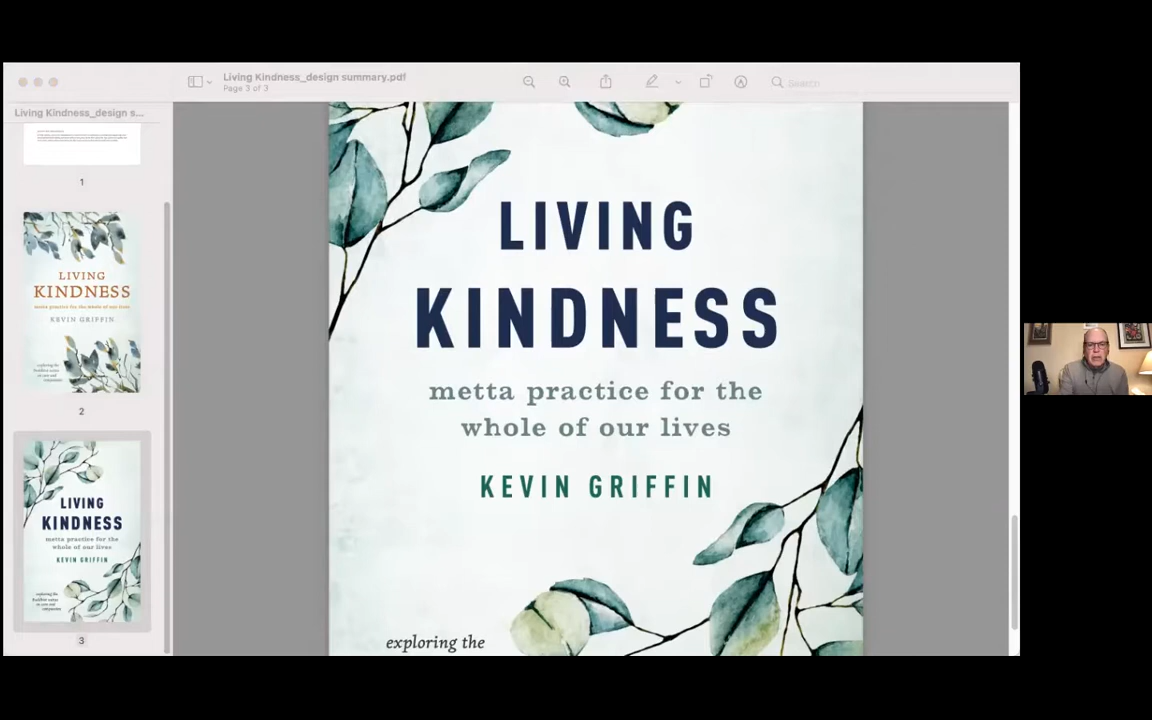 Living Kindness_design summary.pdf
Page 3 of 3
Search
Living Kindness_design s...
1
LIVING
KINDNESS
metta practice for the whole of our lives
KEVIN GRIFFIN
2
LIVING
KINDNESS
metta practice for the
whole of our lives
KEVIN GRIFFIN
3
LIVING
KINDNESS
metta practice for the
whole of our lives
KEVIN GRIFFIN
exploring the